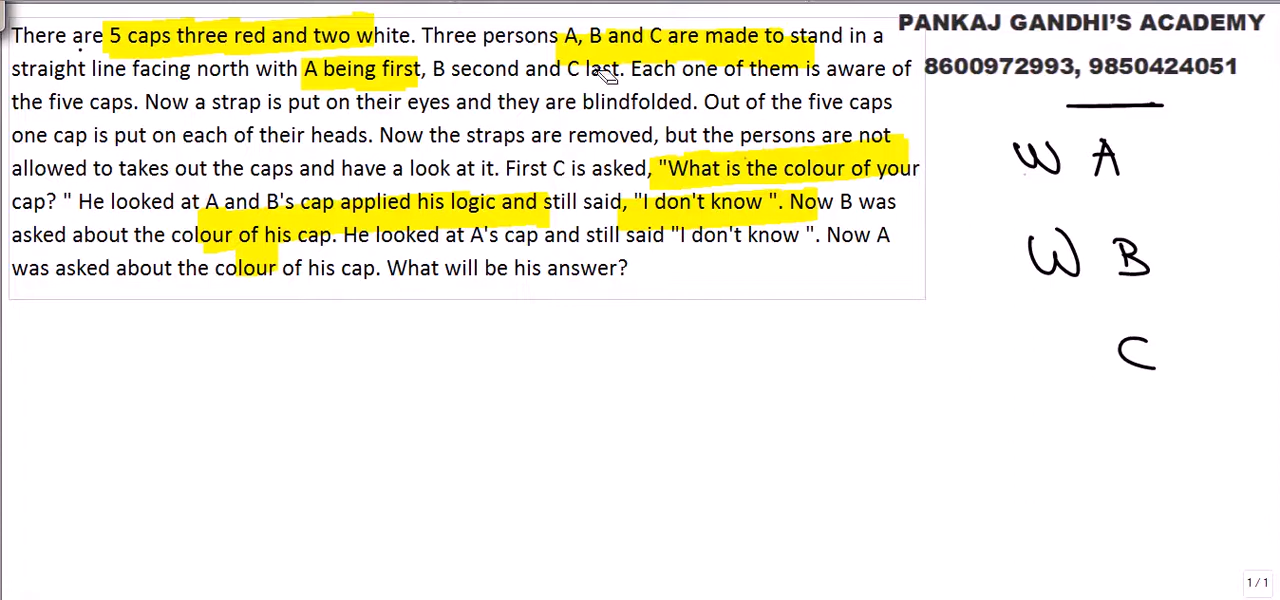 There are 5 caps three red and two white. Three persons A, B and C are made to stand in a
straight line facing north with A being first, B second and C last. Each one of them is aware of
the five caps. Now a strap is put on their eyes and they are blindfolded. Out of the five caps
one cap is put on each of their heads. Now the straps are removed, but the persons are not
allowed to takes out the caps and have a look at it. First C is asked, "What is the colour of your
cap? " He looked at A and B's cap applied his logic and still said, "I don't know ". Now B was
asked about the colour of his cap. He looked at A's cap and still said "I don't know ". Now A
was asked about the colour of his cap. What will be his answer?
PANKAJ GANDHI'S ACADEMY
8600972993, 9850424051
W A
W B
C
1/1